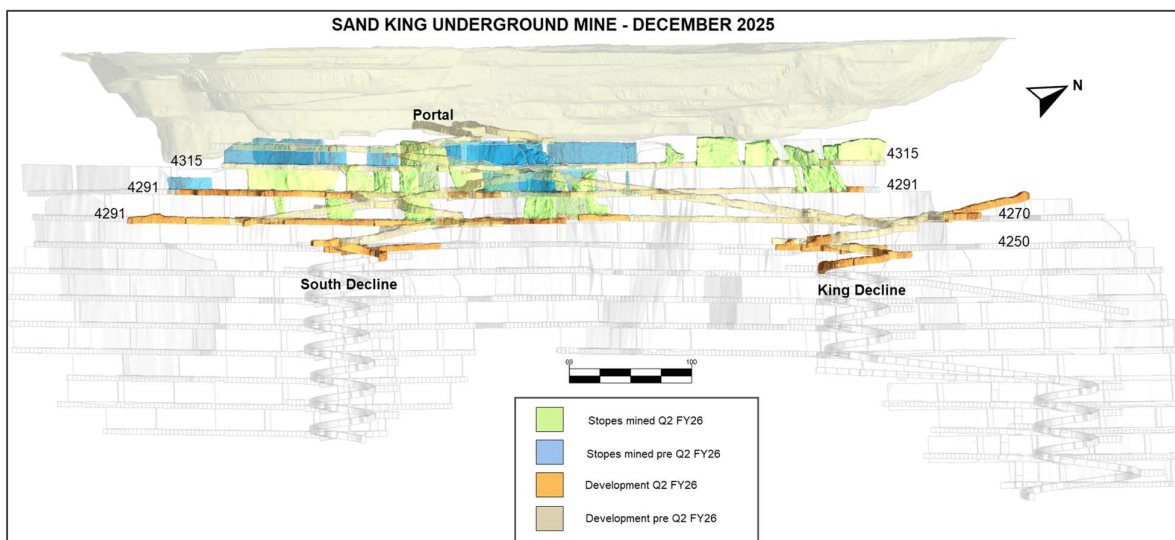 SAND KING UNDERGROUND MINE - DECEMBER 2025
N
Portal
4315
4315
4291
4291
4291
4270
4250
South Decline
King Decline
00
100
Stopes mined Q2 FY26
Stopes mined pre Q2 FY26
Development Q2 FY26
Development pre Q2 FY26